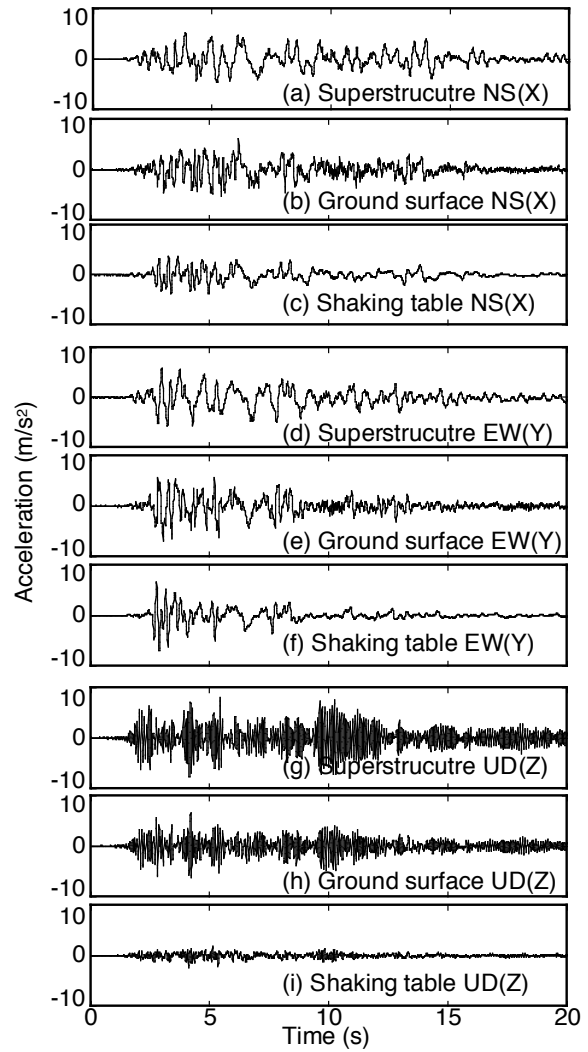 10
0
-10
(a) Superstrucutre NS(X)
10
0
-10
(b) Ground surface NS(X)
10
0
-10
(c) Shaking table NS(X)
10
0
-10
(d) Superstrucutre EW(Y)
10
0
-10
(e) Ground surface EW(Y)
10
0
-10
(f) Shaking table EW(Y)
10
0
-10
(g) Superstrucutre UD(Z)
10
0
-10
(h) Ground surface UD(Z)
10
0
-10
(i) Shaking table UD(Z)
0 5 10 15 20
Time (s)
Acceleration (m/s²)